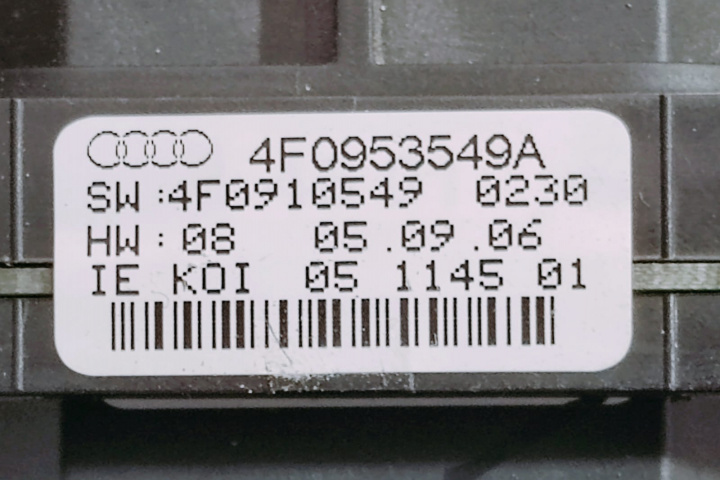 4F0953549A
SW :4F0910549 0230
HW : 08 05 .09 .06
IE KOI 05 1145 01